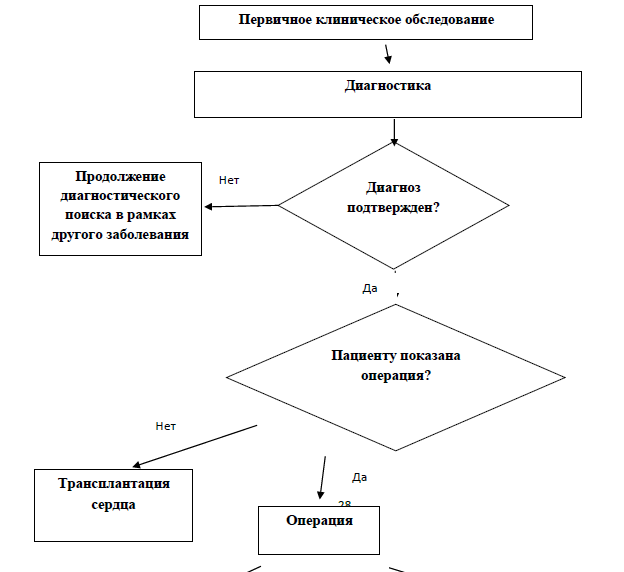 Первичное клиническое обследование
Диагностика
Диагноз
подтвержден?
Нет
Продолжение
диагностического
поиска в рамках
другого заболевания
Да
Пациенту показана
операция?
Нет
Трансплантация
сердца
Да
28
Операция